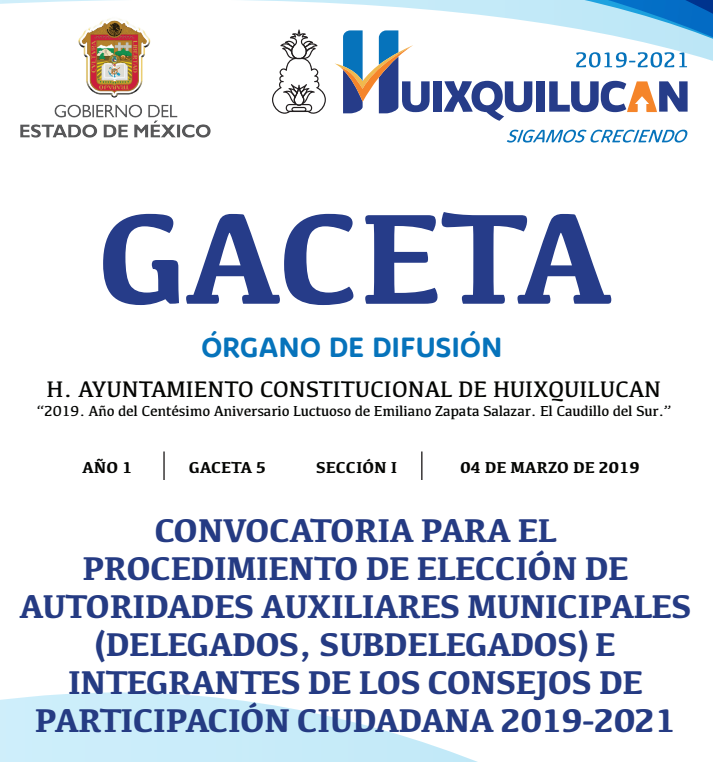 2019-2021
HUIXQUILUCAN
SIGAMOS CRECIENDO
GOBIERNO DEL
ESTADO DE MÉXICO
GACETA
ÓRGANO DE DIFUSIÓN
H. AYUNTAMIENTO CONSTITUCIONAL DE HUIXQUILUCAN
“2019. Año del Centésimo Aniversario Luctuoso de Emiliano Zapata Salazar. El Caudillo del Sur.”
AÑO 1 GACETA 5 SECCIÓN I 04 DE MARZO DE 2019
CONVOCATORIA PARA EL
PROCEDIMIENTO DE ELECCIÓN DE
AUTORIDADES AUXILIARES MUNICIPALES
(DELEGADOS, SUBDELEGADOS) E
INTEGRANTES DE LOS CONSEJOS DE
PARTICIPACIÓN CIUDADANA 2019-2021